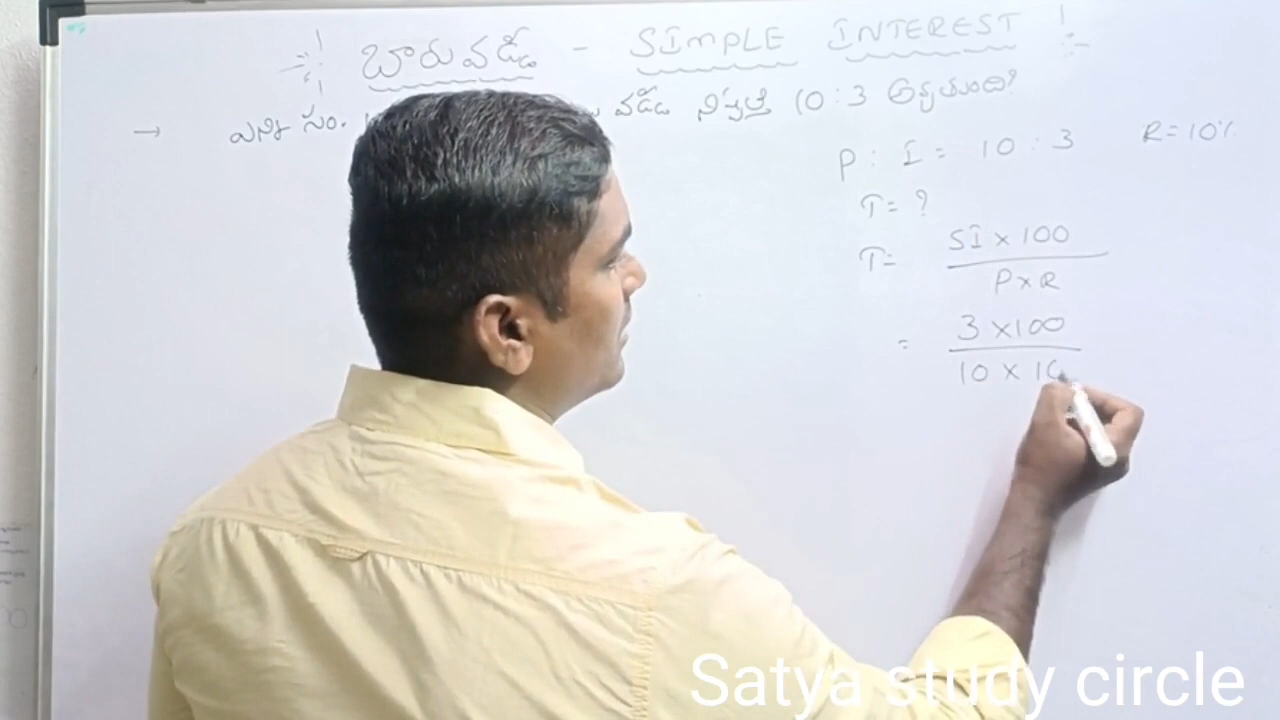 బారువడ్డీ - SIMPLE INTEREST !
→ ఎన్ని సం. వడ్డీల నిష్పత్తి 10:3 అవుతుంది?
P : I = 10 : 3 R = 10%
T = ?
T = SI × 100
P × R
= 3 × 100
10 × 10
Satya study circle